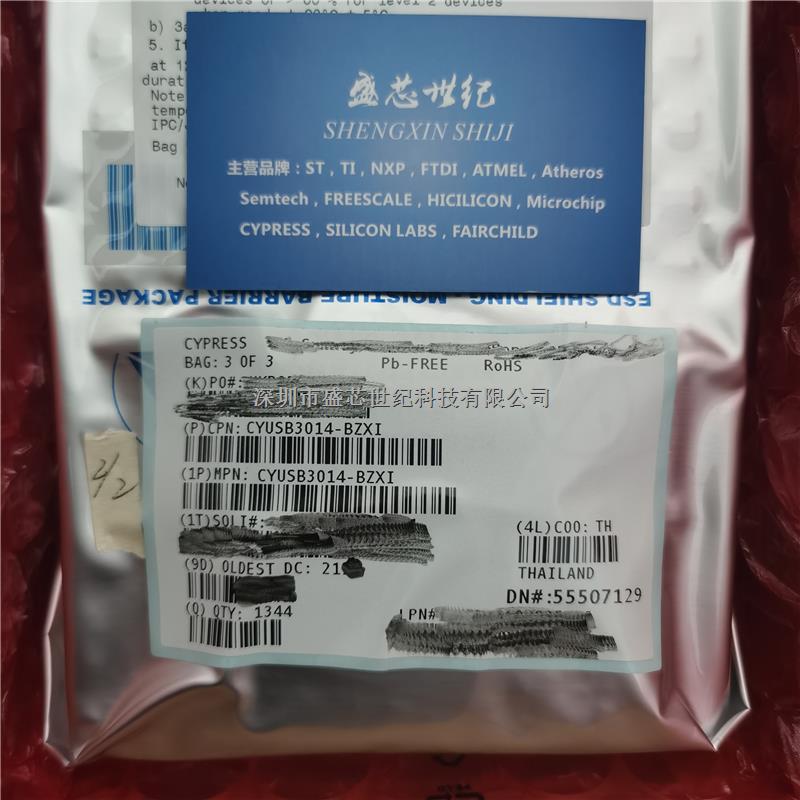 devices or > 60 % for level 2 devices
b) 3a
5. If
at 12
durat
Note
temp
IPC/
Bag
No
盛芯世纪
SHENGXIN SHIJI
主营品牌：ST，TI，NXP，FTDI，ATMEL，Atheros
Semtech，FREESCALE，HICILICON，Microchip
CYPRESS，SILICON LABS，FAIRCHILD
ESD SHIELDING MOISTURE BARRIER PACKAGE
CYPRESS
BAG: 3 OF 3
Pb-FREE RoHS
(K)PO#:
深圳市盛芯世纪科技有限公司
(P)CPN: CYUSB3014-BZXI
2/2
(1P)MPN: CYUSB3014-BZXI
(1T)SOLI#:
(4L)COO: TH
(9D) OLDEST DC: 21
THAILAND
DN#:55507129
(Q) QTY: 1344
LPN#